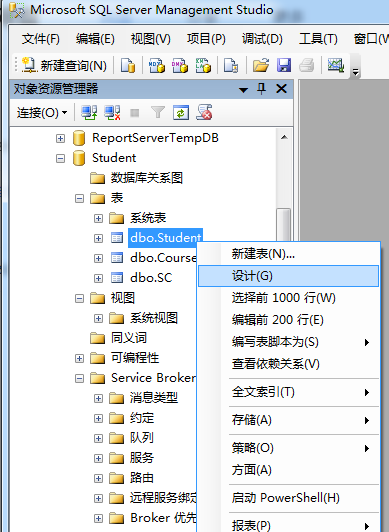 Microsoft SQL Server Management Studio
文件(F) 编辑(E) 视图(V) 项目(P) 调试(D) 工具(T) 窗口(W
新建查询(N)
对象资源管理器
连接(O)
ReportServerTempDB
Student
数据库关系图
表
系统表
dbo.Student
dbo.Course
dbo.SC
视图
系统视图
同义词
可编程性
Service Broker
消息类型
约定
队列
服务
路由
远程服务绑定
Broker 优先
新建表(N)...
设计(G)
选择前 1000 行(W)
编辑前 200 行(E)
编写表脚本为(S)
查看依赖关系(V)
全文索引(T)
存储(A)
策略(O)
方面(A)
启动 PowerShell(H)
报表(P)